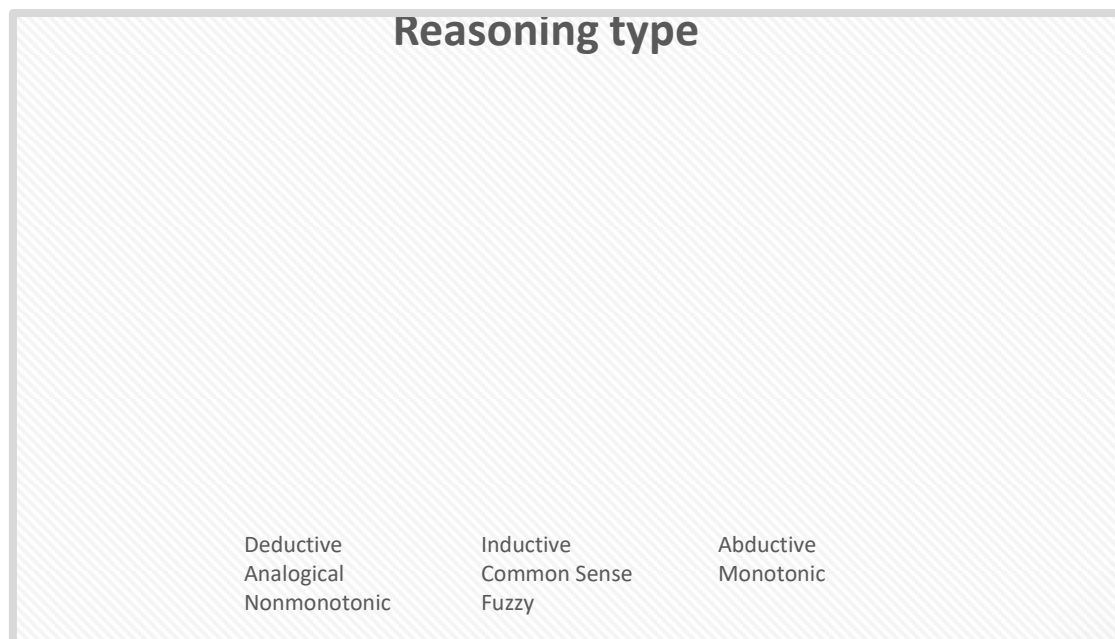 Reasoning type
Deductive Inductive Abductive
Analogical Common Sense Monotonic
Nonmonotonic Fuzzy